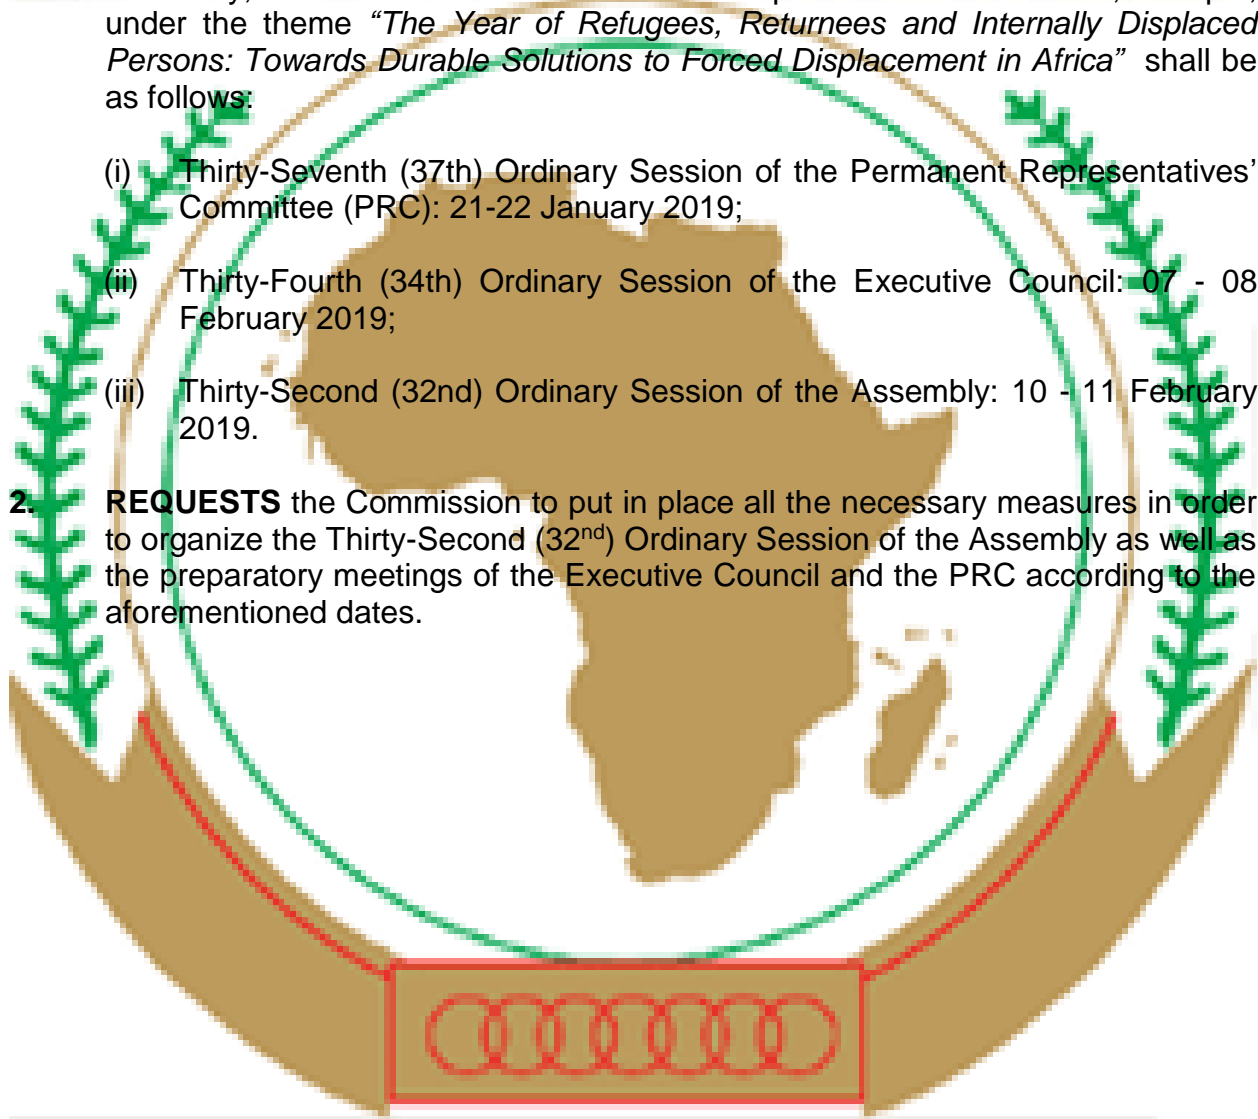 under the theme “The Year of Refugees, Returnees and Internally Displaced
Persons: Towards Durable Solutions to Forced Displacement in Africa” shall be
as follows:
(i) Thirty-Seventh (37th) Ordinary Session of the Permanent Representatives’
Committee (PRC): 21-22 January 2019;
(ii) Thirty-Fourth (34th) Ordinary Session of the Executive Council: 07 - 08
February 2019;
(iii) Thirty-Second (32nd) Ordinary Session of the Assembly: 10 - 11 February
2019.
2. REQUESTS the Commission to put in place all the necessary measures in order
to organize the Thirty-Second (32nd) Ordinary Session of the Assembly as well as
the preparatory meetings of the Executive Council and the PRC according to the
aforementioned dates.